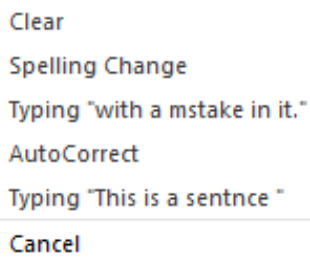 Clear
Spelling Change
Typing "with a mstake in it."
AutoCorrect
Typing "This is a sentnce "
Cancel